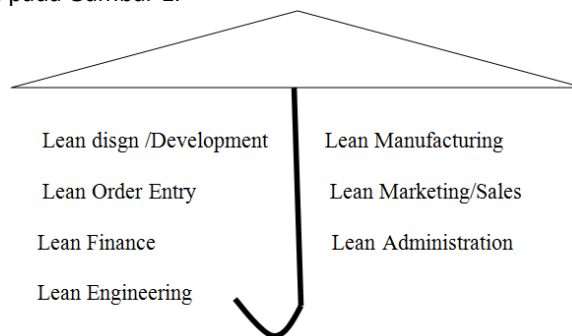 pada Gambar 2.
Lean disgn /Development
Lean Order Entry
Lean Finance
Lean Engineering
Lean Manufacturing
Lean Marketing/Sales
Lean Administration